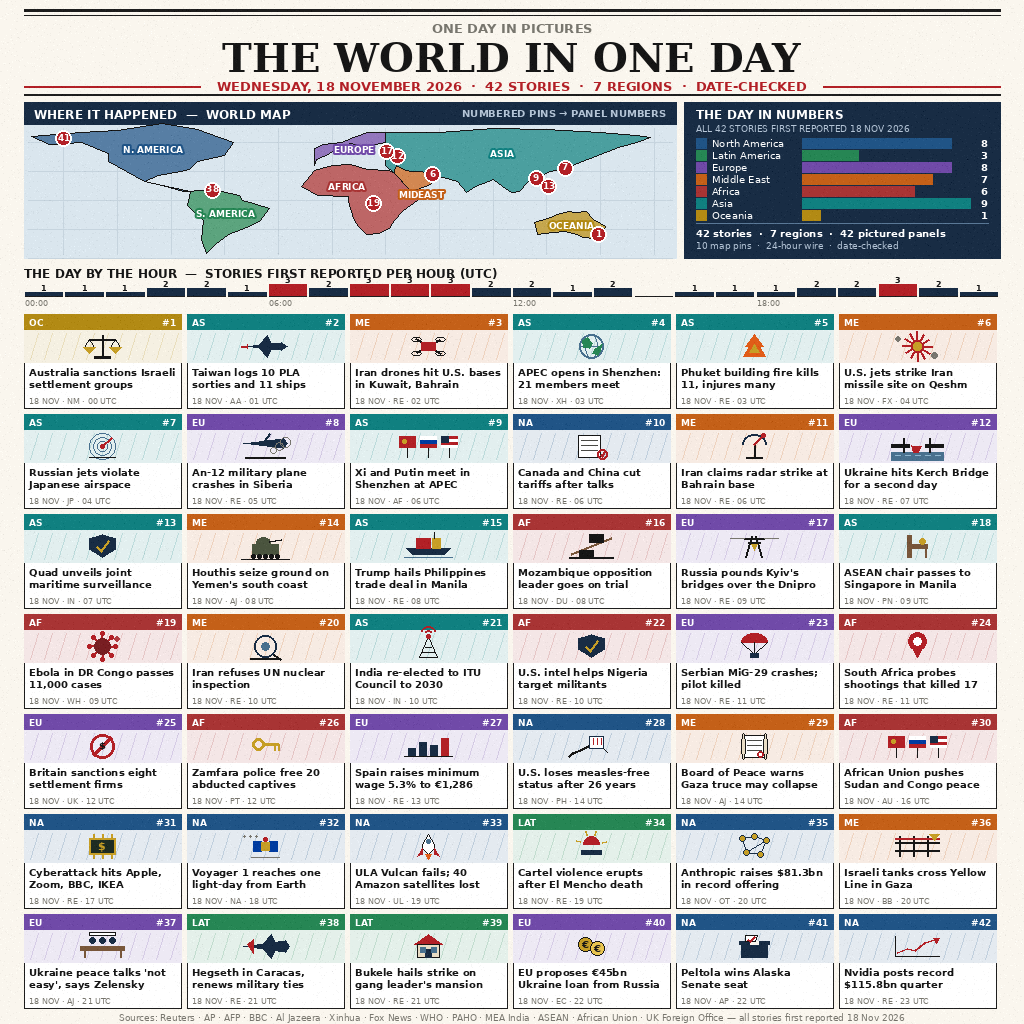 ONE DAY IN PICTURES
THE WORLD IN ONE DAY
WEDNESDAY, 18 NOVEMBER 2026 · 42 STORIES · 7 REGIONS · DATE-CHECKED
WHERE IT HAPPENED — WORLD MAP
NUMBERED PINS → PANEL NUMBERS
41
N. AMERICA
EUROPE
17
12
ASIA
7
6
9
13
AFRICA
MIDEAST
38
19
S. AMERICA
OCEANIA
1
THE DAY IN NUMBERS
ALL 42 STORIES FIRST REPORTED 18 NOV 2026
North America 8
Latin America 3
Europe 8
Middle East 7
Africa 6
Asia 9
Oceania 1
42 stories · 7 regions · 42 pictured panels
10 map pins · 24-hour wire · date-checked
THE DAY BY THE HOUR — STORIES FIRST REPORTED PER HOUR (UTC)
1 1 1 2 2 1 3 2 3 3 3 2 2 1 2 1 1 1 2 2 3 2 1
00:00 06:00 12:00 18:00
OC #1
Australia sanctions Israeli
settlement groups
18 NOV · NM · 00 UTC
AS #2
Taiwan logs 10 PLA
sorties and 11 ships
18 NOV · AA · 01 UTC
ME #3
Iran drones hit U.S. bases
in Kuwait, Bahrain
18 NOV · RE · 02 UTC
AS #4
APEC opens in Shenzhen:
21 members meet
18 NOV · XH · 03 UTC
AS #5
Phuket building fire kills
11, injures many
18 NOV · RE · 03 UTC
ME #6
U.S. jets strike Iran
missile site on Qeshm
18 NOV · FX · 04 UTC
AS #7
Russian jets violate
Japanese airspace
18 NOV · JP · 04 UTC
EU #8
An-12 military plane
crashes in Siberia
18 NOV · RE · 05 UTC
AS #9
Xi and Putin meet in
Shenzhen at APEC
18 NOV · AF · 06 UTC
NA #10
Canada and China cut
tariffs after talks
18 NOV · RE · 06 UTC
ME #11
Iran claims radar strike at
Bahrain base
18 NOV · RE · 06 UTC
EU #12
Ukraine hits Kerch Bridge
for a second day
18 NOV · RE · 07 UTC
AS #13
Quad unveils joint
maritime surveillance
18 NOV · IN · 07 UTC
ME #14
Houthis seize ground on
Yemen's south coast
18 NOV · AJ · 08 UTC
AS #15
Trump hails Philippines
trade deal in Manila
18 NOV · RE · 08 UTC
AF #16
Mozambique opposition
leader goes on trial
18 NOV · DU · 08 UTC
EU #17
Russia pounds Kyiv's
bridges over the Dnipro
18 NOV · RE · 09 UTC
AS #18
ASEAN chair passes to
Singapore in Manila
18 NOV · PN · 09 UTC
AF #19
Ebola in DR Congo passes
11,000 cases
18 NOV · WH · 09 UTC
ME #20
Iran refuses UN nuclear
inspection
18 NOV · RE · 10 UTC
AS #21
India re-elected to ITU
Council to 2030
18 NOV · IN · 10 UTC
AF #22
U.S. intel helps Nigeria
target militants
18 NOV · RE · 10 UTC
EU #23
Serbian MiG-29 crashes;
pilot killed
18 NOV · RE · 11 UTC
AF #24
South Africa probes
shootings that killed 17
18 NOV · RE · 11 UTC
EU #25
Britain sanctions eight
settlement firms
18 NOV · UK · 12 UTC
AF #26
Zamfara police free 20
abducted captives
18 NOV · PT · 12 UTC
EU #27
Spain raises minimum
wage 5.3% to €1,286
18 NOV · RE · 13 UTC
NA #28
U.S. loses measles-free
status after 26 years
18 NOV · PH · 14 UTC
ME #29
Board of Peace warns
Gaza truce may collapse
18 NOV · AJ · 14 UTC
AF #30
African Union pushes
Sudan and Congo peace
18 NOV · AU · 16 UTC
NA #31
$
Cyberattack hits Apple,
Zoom, BBC, IKEA
18 NOV · RE · 17 UTC
NA #32
Voyager 1 reaches one
light-day from Earth
18 NOV · NA · 18 UTC
NA #33
ULA Vulcan fails; 40
Amazon satellites lost
18 NOV · UL · 19 UTC
LAT #34
Cartel violence erupts
after El Mencho death
18 NOV · RE · 19 UTC
NA #35
Anthropic raises $81.3bn
in record offering
18 NOV · OT · 20 UTC
ME #36
Israeli tanks cross Yellow
Line in Gaza
18 NOV · BB · 20 UTC
EU #37
Ukraine peace talks 'not
easy', says Zelensky
18 NOV · AJ · 21 UTC
LAT #38
Hegseth in Caracas,
renews military ties
18 NOV · RE · 21 UTC
LAT #39
Bukele hails strike on
gang leader's mansion
18 NOV · RE · 21 UTC
EU #40
€ €
EU proposes €45bn
Ukraine loan from Russia
18 NOV · EC · 22 UTC
NA #41
Peltola wins Alaska
Senate seat
18 NOV · AP · 22 UTC
NA #42
Nvidia posts record
$115.8bn quarter
18 NOV · RE · 23 UTC
Sources: Reuters · AP · AFP · BBC · Al Jazeera · Xinhua · Fox News · WHO · PAHO · MEA India · ASEAN · African Union · UK Foreign Office — all stories first reported 18 Nov 2026